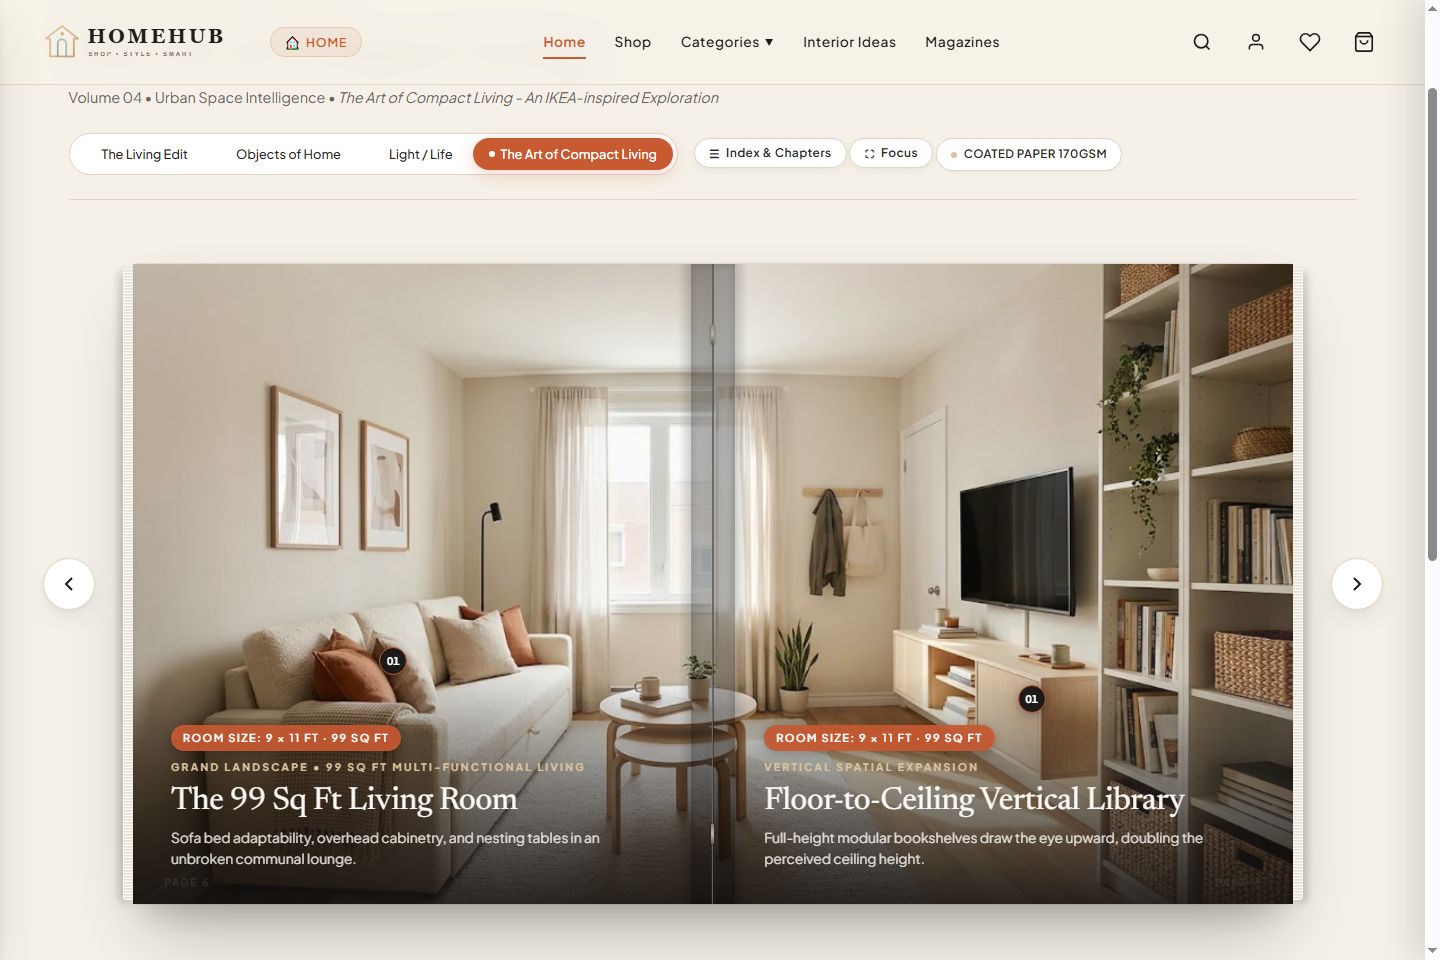 HOMEHUB
SHOP • STYLE • SMART
HOME
Home
Shop
Categories ▼
Interior Ideas
Magazines
Volume 04 • Urban Space Intelligence • The Art of Compact Living - An IKEA-inspired Exploration
The Living Edit
Objects of Home
Light / Life
The Art of Compact Living
Index & Chapters
Focus
COATED PAPER 170GSM
01
01
ROOM SIZE: 9 × 11 FT · 99 SQ FT
GRAND LANDSCAPE • 99 SQ FT MULTI-FUNCTIONAL LIVING
The 99 Sq Ft Living Room
Sofa bed adaptability, overhead cabinetry, and nesting tables in an
unbroken communal lounge.
PAGE 6
ROOM SIZE: 9 × 11 FT · 99 SQ FT
VERTICAL SPATIAL EXPANSION
Floor-to-Ceiling Vertical Library
Full-height modular bookshelves draw the eye upward, doubling the
perceived ceiling height.